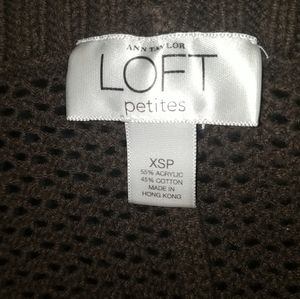 ANN TAYLOR
LOFT
petites
XSP
55% ACRYLIC
45% COTTON
MADE IN
HONG KONG